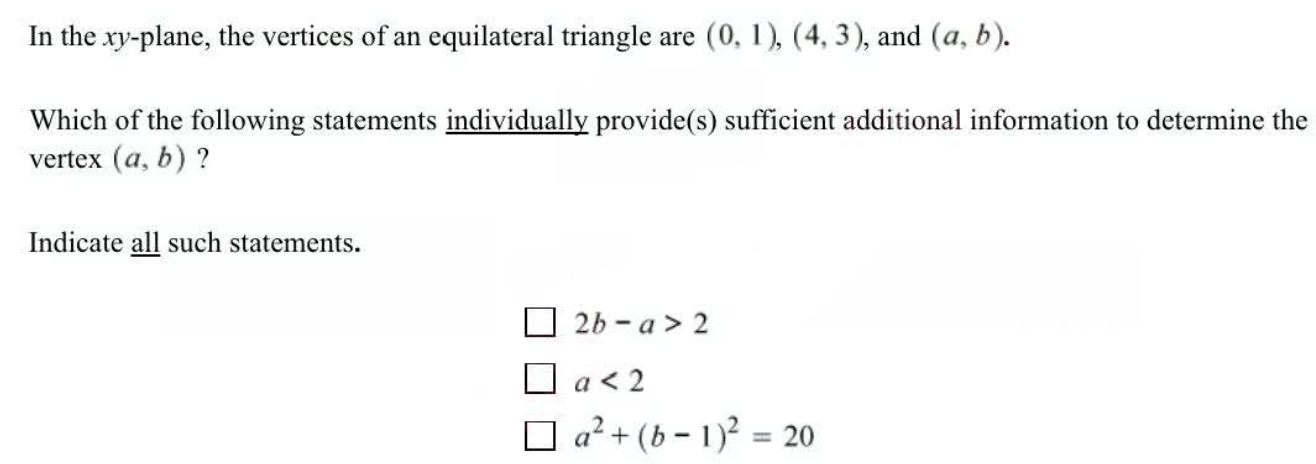 In the xy-plane, the vertices of an equilateral triangle are (0, 1), (4, 3), and (a, b).
Which of the following statements individually provide(s) sufficient additional information to determine the
vertex (a, b) ?
Indicate all such statements.
□ 2b − a > 2
□ a < 2
□ a² + (b − 1)² = 20